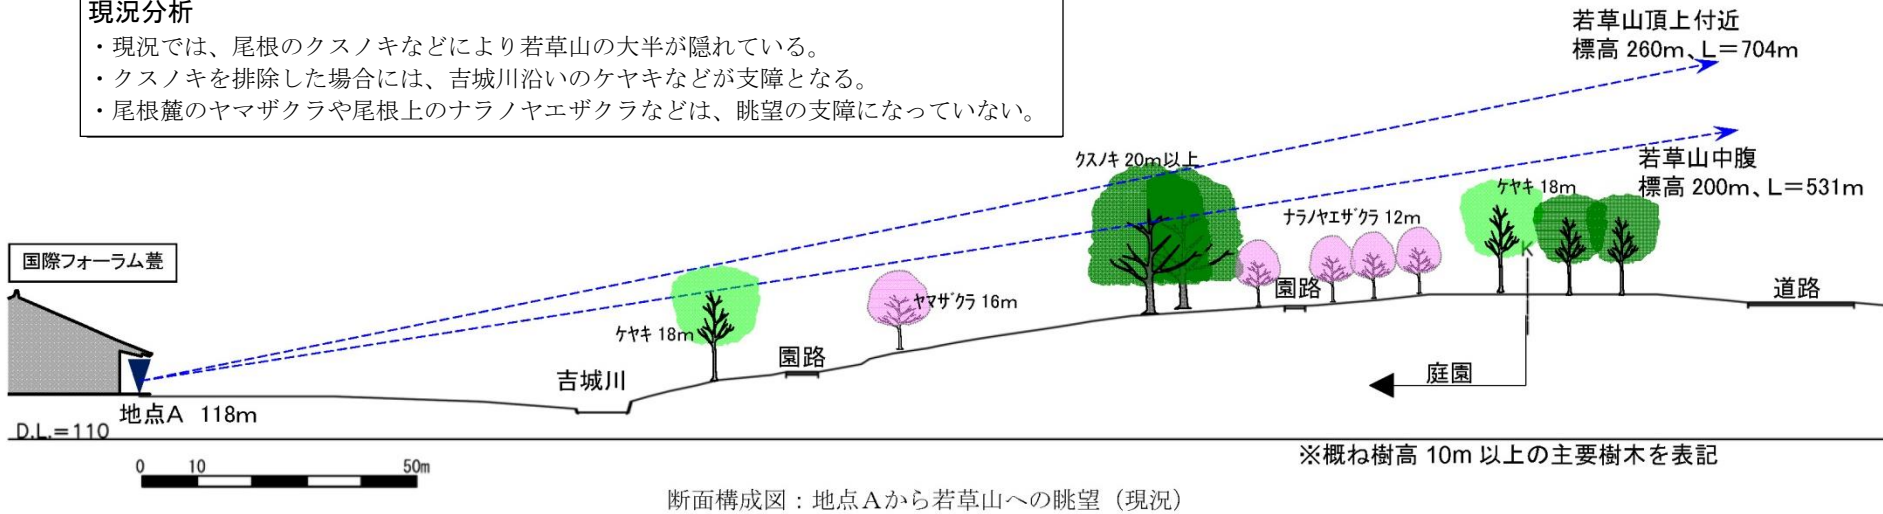 現況分析
・現況では、尾根のクスノキなどにより若草山の大半が隠れている。
・クスノキを排除した場合には、吉城川沿いのケヤキなどが支障となる。
・尾根麓のヤマザクラや尾根上のナラノヤエザクラなどは、眺望の支障になっていない。
若草山頂上付近
標高 260m、L=704m
若草山中腹
標高 200m、L=531m
クスノキ 20m以上
ケヤキ 18m
ナラノヤエザクラ 12m
国際フォーラム甍
ヤマザクラ 16m
園路
道路
ケヤキ 18m
園路
吉城川
庭園
地点A 118m
D.L.=110
※概ね樹高 10m 以上の主要樹木を表記
0 10 50m
断面構成図：地点Aから若草山への眺望（現況）